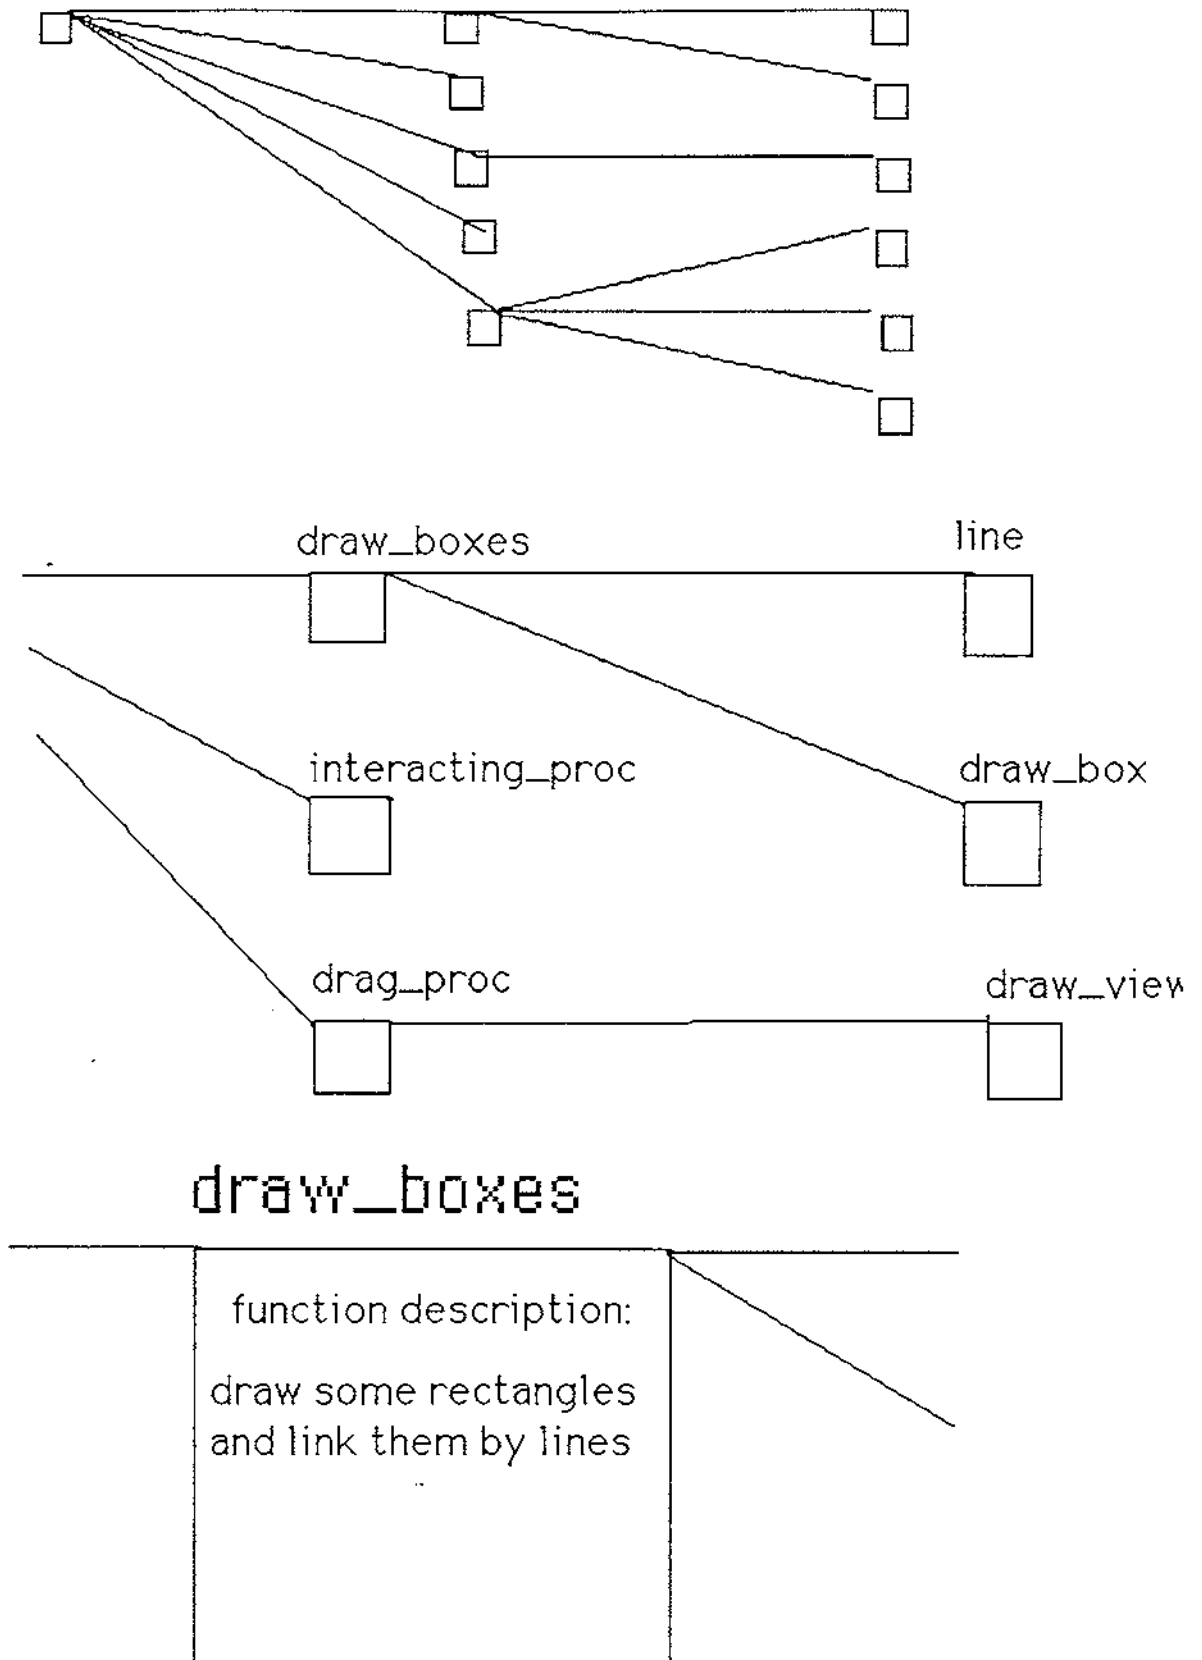 draw_boxes
line
interacting_proc
draw_box
drag_proc
draw_view
draw_boxes
function description:
draw some rectangles
and link them by lines